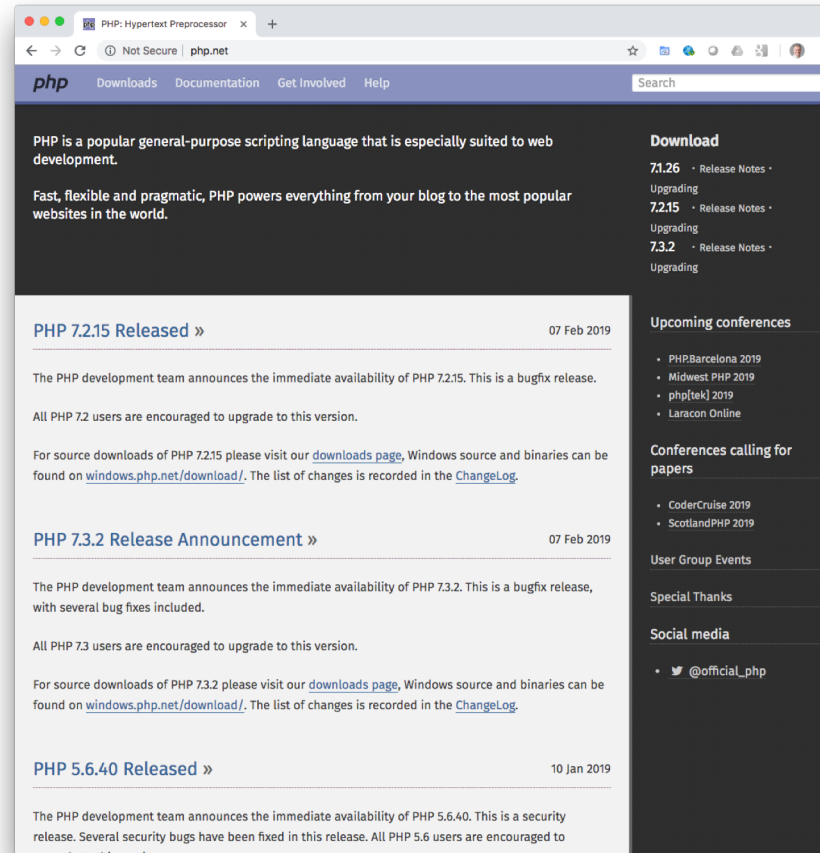 PHP: Hypertext Preprocessor
Not Secure | php.net
php Downloads Documentation Get Involved Help Search
PHP is a popular general-purpose scripting language that is especially suited to web
development.
Fast, flexible and pragmatic, PHP powers everything from your blog to the most popular
websites in the world.
Download
7.1.26 · Release Notes ·
Upgrading
7.2.15 · Release Notes ·
Upgrading
7.3.2 · Release Notes ·
Upgrading
PHP 7.2.15 Released » 07 Feb 2019
The PHP development team announces the immediate availability of PHP 7.2.15. This is a bugfix release.
All PHP 7.2 users are encouraged to upgrade to this version.
For source downloads of PHP 7.2.15 please visit our downloads page, Windows source and binaries can be
found on windows.php.net/download/. The list of changes is recorded in the ChangeLog.
PHP 7.3.2 Release Announcement » 07 Feb 2019
The PHP development team announces the immediate availability of PHP 7.3.2. This is a bugfix release,
with several bug fixes included.
All PHP 7.3 users are encouraged to upgrade to this version.
For source downloads of PHP 7.3.2 please visit our downloads page, Windows source and binaries can be
found on windows.php.net/download/. The list of changes is recorded in the ChangeLog.
PHP 5.6.40 Released » 10 Jan 2019
The PHP development team announces the immediate availability of PHP 5.6.40. This is a security
release. Several security bugs have been fixed in this release. All PHP 5.6 users are encouraged to
Upcoming conferences
• PHP.Barcelona 2019
• Midwest PHP 2019
• php[tek] 2019
• Laracon Online
Conferences calling for
papers
• CoderCruise 2019
• ScotlandPHP 2019
User Group Events
Special Thanks
Social media
• @official_php